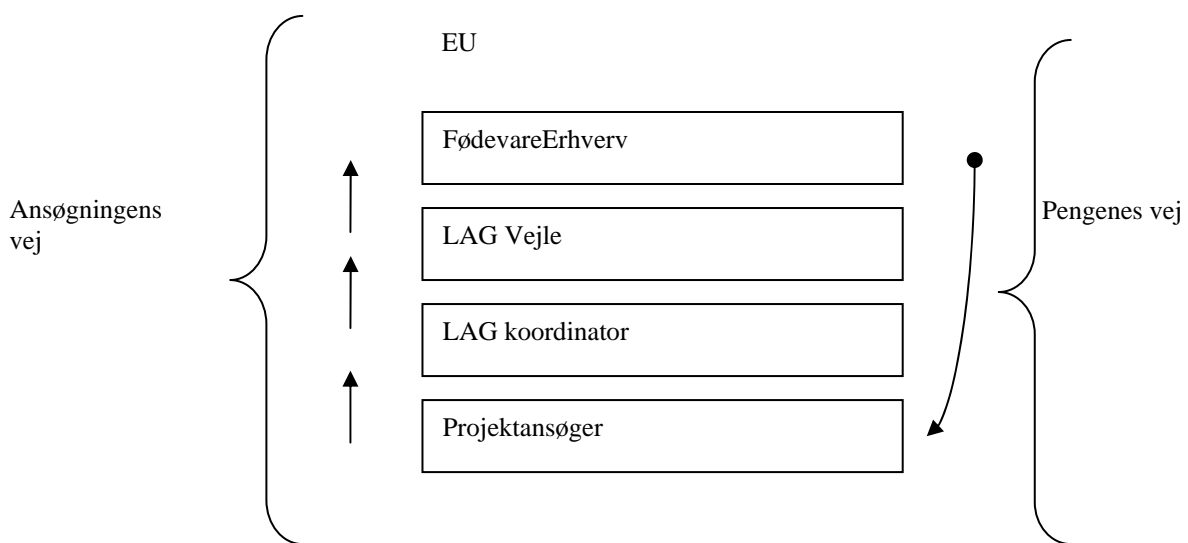 EU
FødevareErhverv
Ansøgningens
vej
LAG Vejle
Pengenes vej
LAG koordinator
Projektansøger